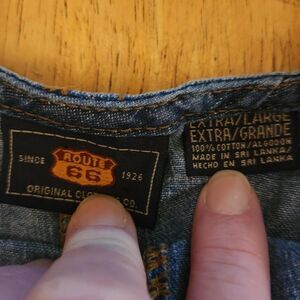 SINCE ROUTE 66 1926
ORIGINAL CLO CO.
EXTRA/LARGE
EXTRA/GRANDE
100% COTTON/ALGODON
MADE IN SRI LANKA/
HECHO EN SRI LANKA